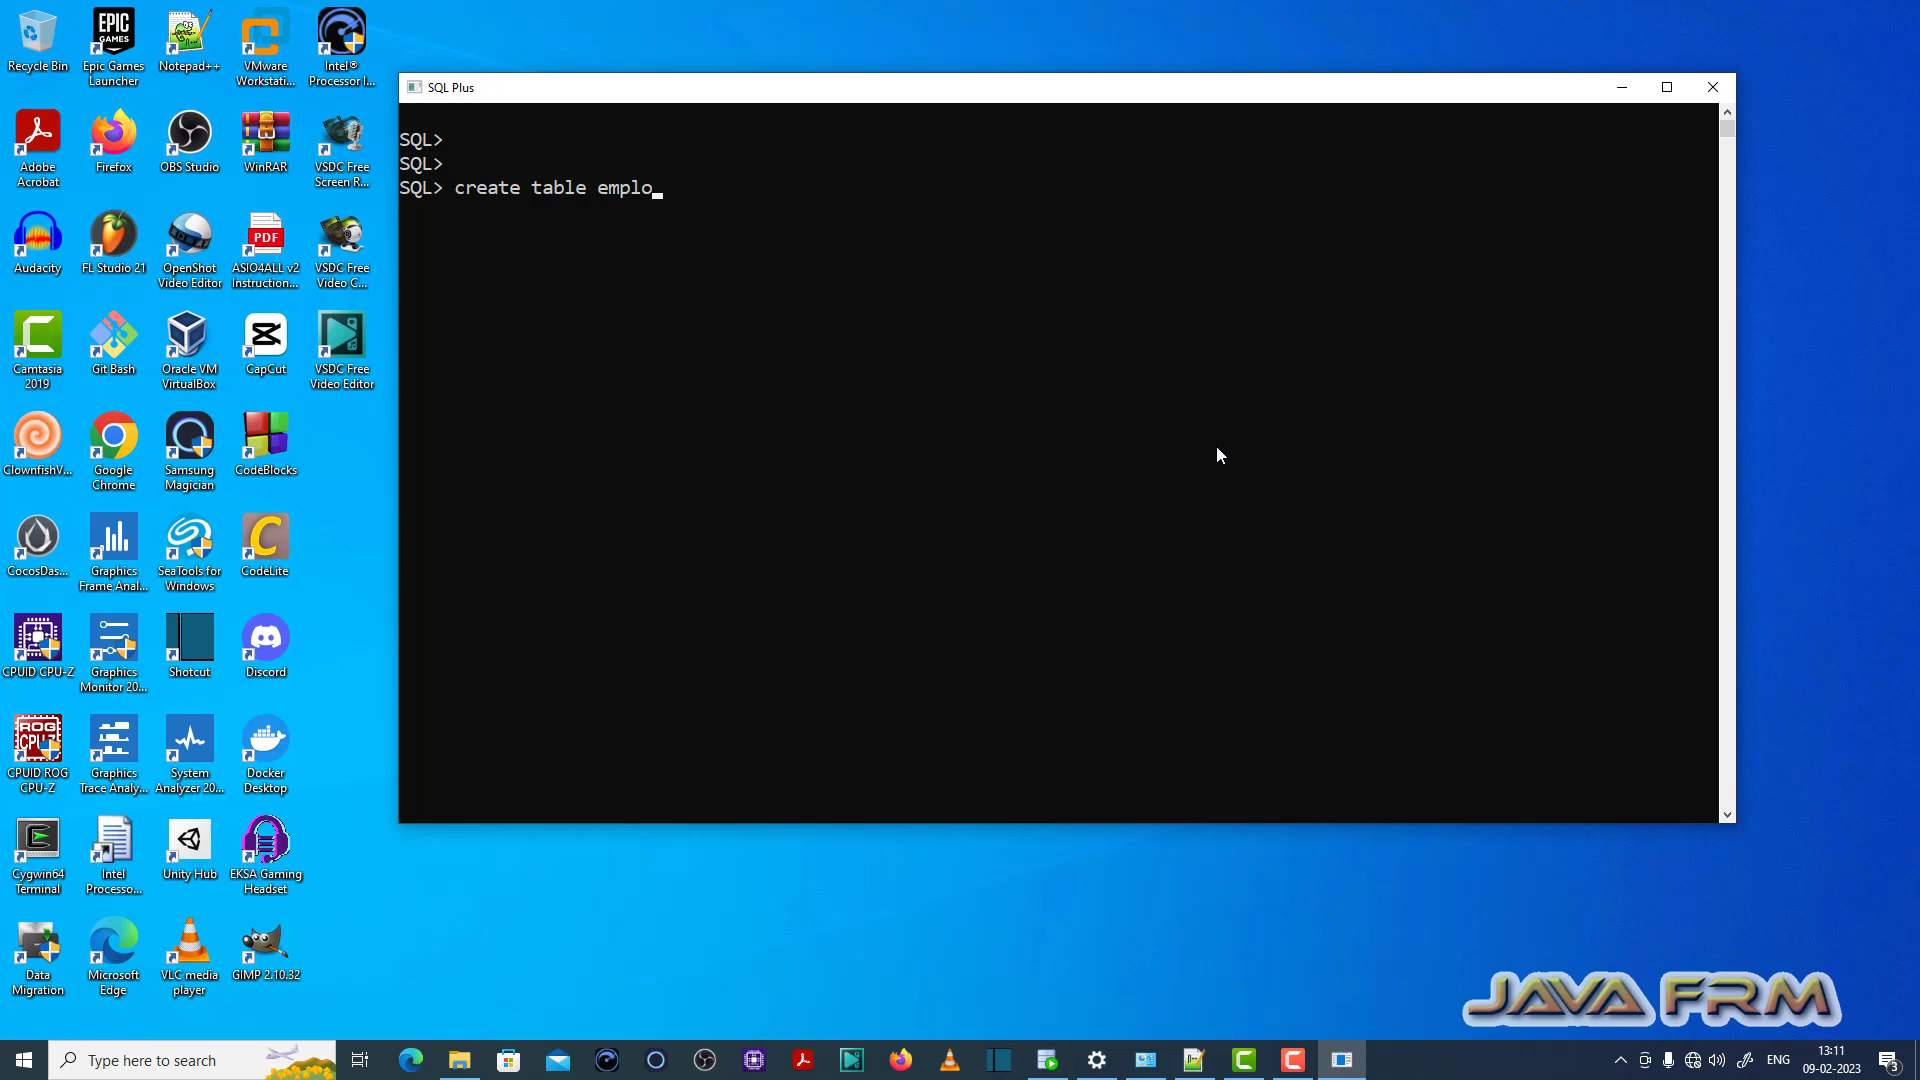 Recycle Bin
EPIC
GAMES
Epic Games
Launcher
Notepad++
VMware
Workstati...
Intel®
Processor I...
Adobe
Acrobat
Firefox
OBS Studio
WinRAR
VSDC Free
Screen R...
Audacity
FL Studio 21
OpenShot
Video Editor
PDF
ASIO4ALL v2
Instruction...
VSDC Free
Video C...
Camtasia
2019
Git Bash
Oracle VM
VirtualBox
CapCut
VSDC Free
Video Editor
ClownfishV...
Google
Chrome
Samsung
Magician
CodeBlocks
CocosDas...
Graphics
Frame Anal...
SeaTools for
Windows
CodeLite
CPUID CPU-Z
Graphics
Monitor 20...
Shotcut
Discord
ROG
CPU-Z
CPUID ROG
CPU-Z
Graphics
Trace Analy...
System
Analyzer 20...
Docker
Desktop
Cygwin64
Terminal
Intel
Processo...
Unity Hub
EKSA Gaming
Headset
Data
Migration
Microsoft
Edge
VLC media
player
GIMP 2.10.32
SQL Plus
SQL>
SQL>
SQL> create table emplo
JAVA FRM
Type here to search
ENG
13:11
09-02-2023
3